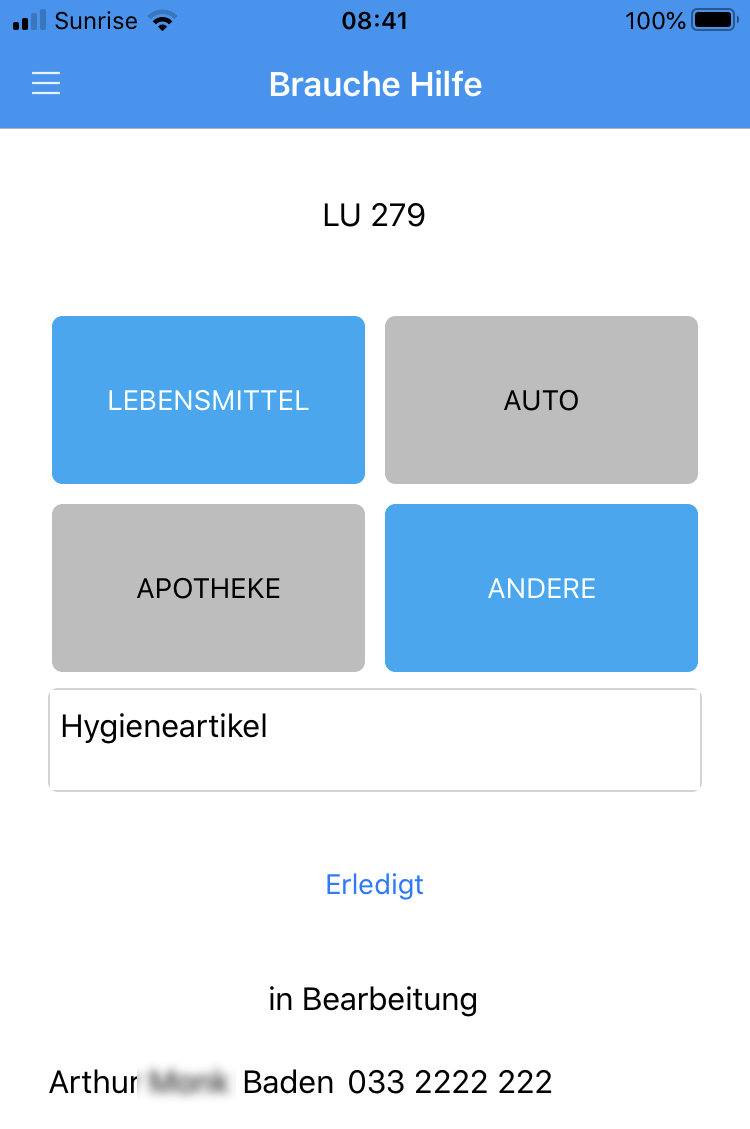 Sunrise 08:41 100%
Brauche Hilfe
LU 279
LEBENSMITTEL AUTO
APOTHEKE ANDERE
Hygieneartikel
Erledigt
in Bearbeitung
Arthur Baden 033 2222 222